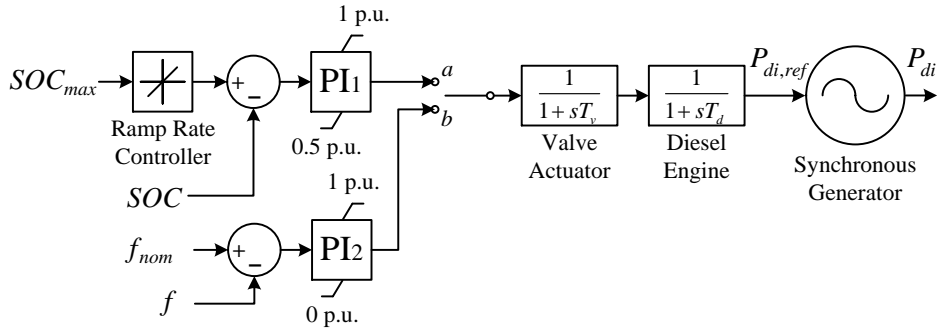 1 p.u.
SOC_max
+
−
PI₁
a
Ramp Rate
Controller
0.5 p.u.
b
SOC
1 p.u.
f_nom
+
−
PI₂
f
0 p.u.
1
1 + sT_v
Valve
Actuator
1
1 + sT_d
Diesel
Engine
P_di,ref
P_di
Synchronous
Generator